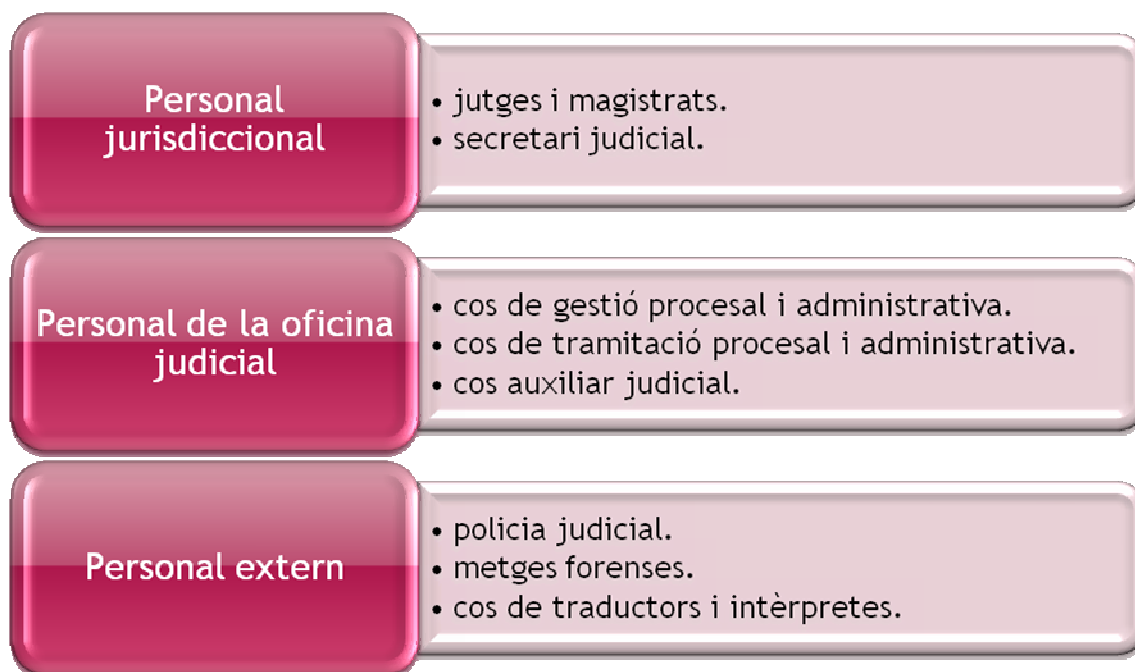 Personal
jurisdiccional
• jutges i magistrats.
• secretari judicial.
Personal de la oficina
judicial
• cos de gestió procesal i administrativa.
• cos de tramitació procesal i administrativa.
• cos auxiliar judicial.
Personal extern
• policia judicial.
• metges forenses.
• cos de traductors i intèrpretes.